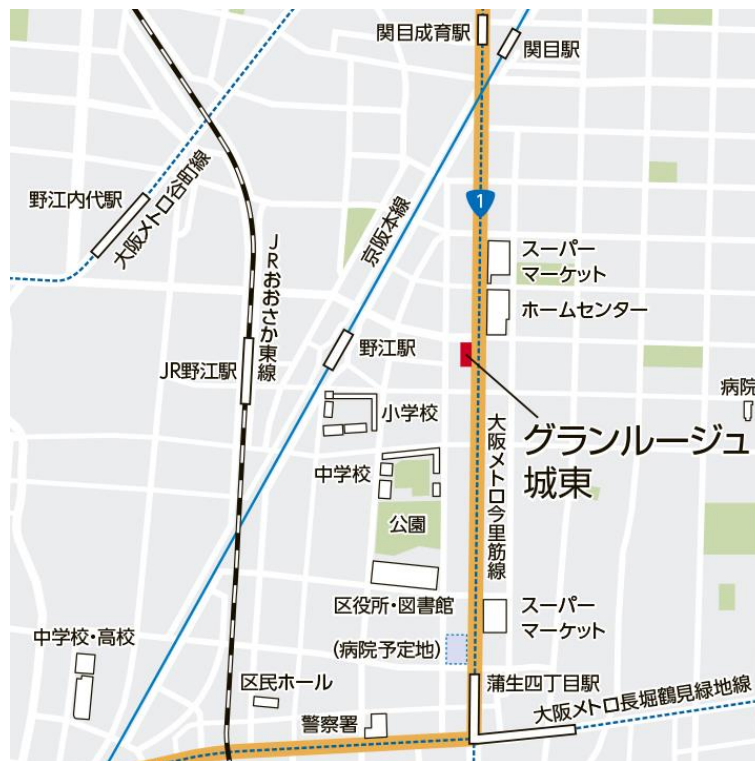 関目成育駅
関目駅
野江内代駅
大阪メトロ谷町線
京阪本線
1
スーパー
マーケット
ホームセンター
JRおおさか東線
JR野江駅
野江駅
病院
小学校
グランルージュ
城東
大阪メトロ今里筋線
中学校
公園
区役所・図書館
スーパー
マーケット
(病院予定地)
中学校・高校
区民ホール
蒲生四丁目駅
大阪メトロ長堀鶴見緑地線
警察署